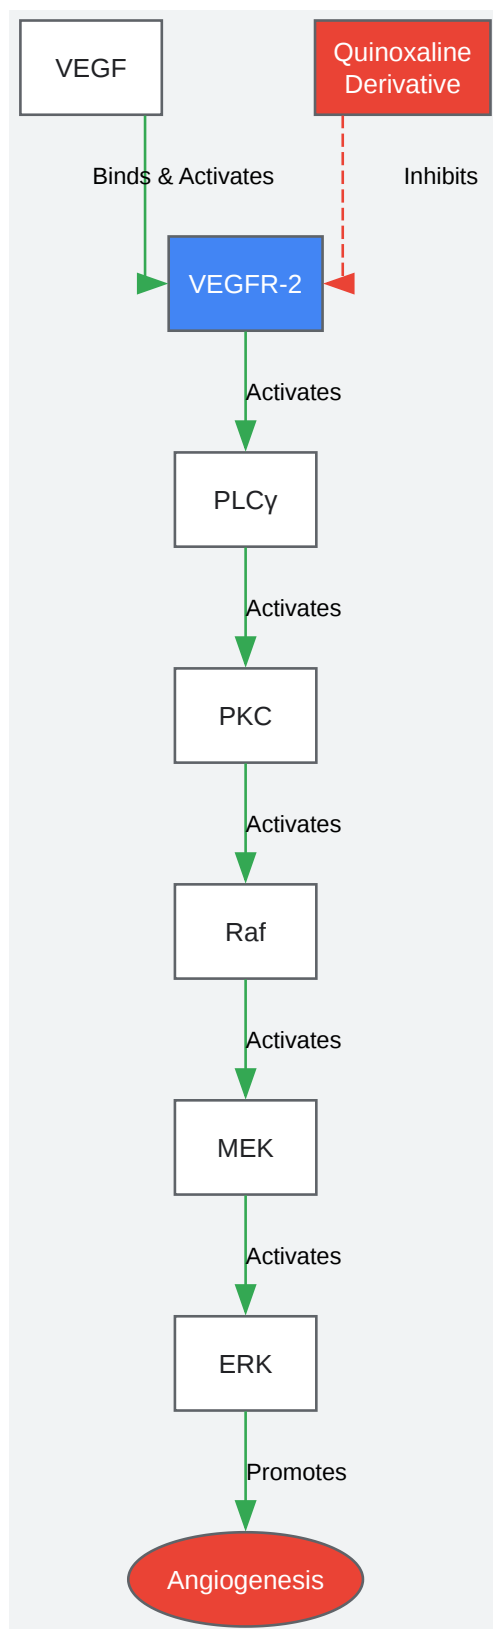 VEGF
Quinoxaline
Derivative
Binds & Activates
Inhibits
VEGFR-2
Activates
PLCγ
Activates
PKC
Activates
Raf
Activates
MEK
Activates
ERK
Promotes
Angiogenesis